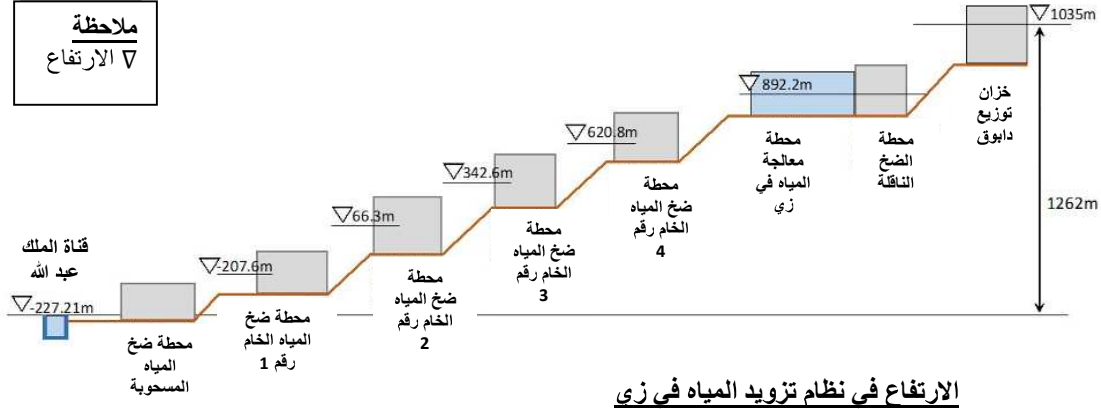 ملاحظة
∇ الارتفاع
▽1035m
خزان
توزيع
دابوق
1262m
▽892.2m
محطة
الضخ
الناقلة
محطة
معالجة
المياه في
زي
▽620.8m
محطة
ضخ المياه
الخام رقم
4
▽342.6m
محطة
ضخ المياه
الخام رقم
3
▽66.3m
محطة
ضخ المياه
الخام رقم
2
▽-207.6m
محطة ضخ
المياه الخام
رقم 1
قناة الملك
عبد الله
▽-227.21m
محطة ضخ
المياه
المسحوبة
الارتفاع في نظام تزويد المياه في زي